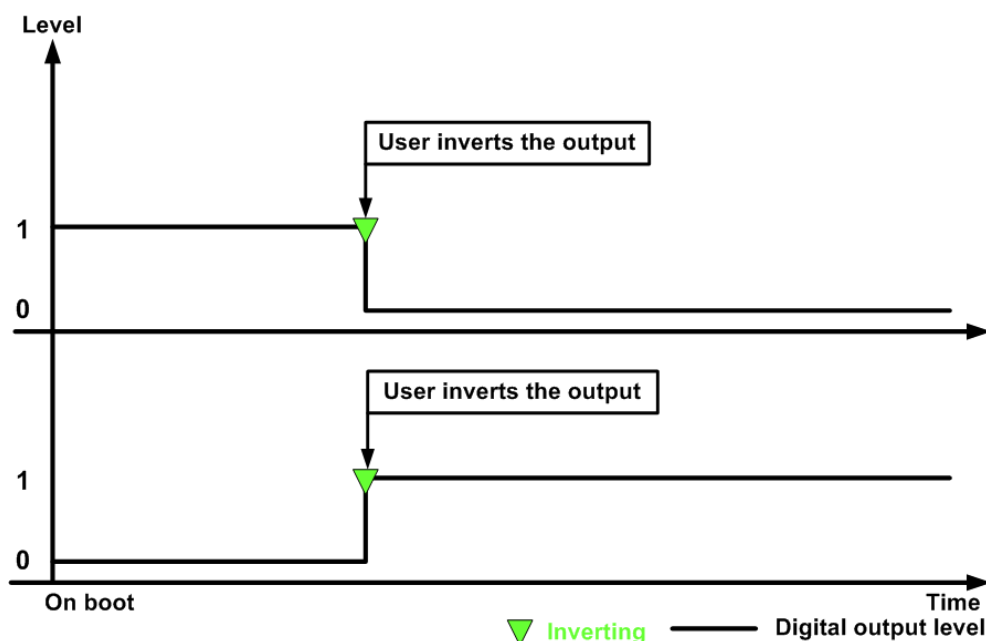 Level
User inverts the output
1
0
User inverts the output
1
0
On boot
Time
Inverting
Digital output level